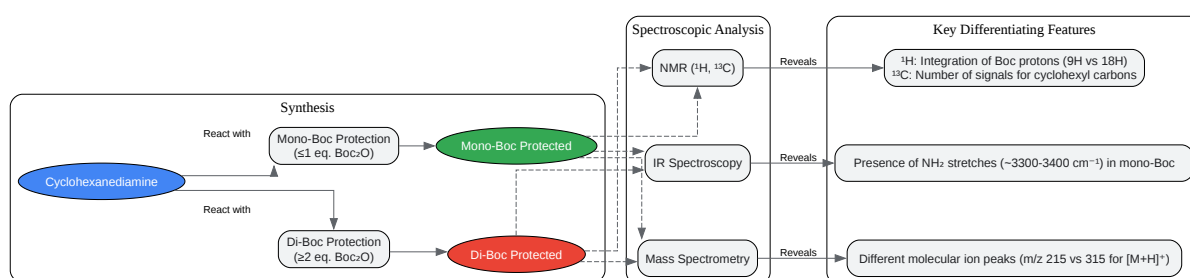 Synthesis
Cyclohexanediamine
React with
React with
Mono-Boc Protection
(≤1 eq. Boc₂O)
Di-Boc Protection
(≥2 eq. Boc₂O)
Mono-Boc Protected
Di-Boc Protected
Spectroscopic Analysis
NMR (¹H, ¹³C)
IR Spectroscopy
Mass Spectrometry
Reveals
Reveals
Reveals
Key Differentiating Features
¹H: Integration of Boc protons (9H vs 18H)
¹³C: Number of signals for cyclohexyl carbons
Presence of NH₂ stretches (~3300-3400 cm⁻¹) in mono-Boc
Different molecular ion peaks (m/z 215 vs 315 for [M+H]⁺)